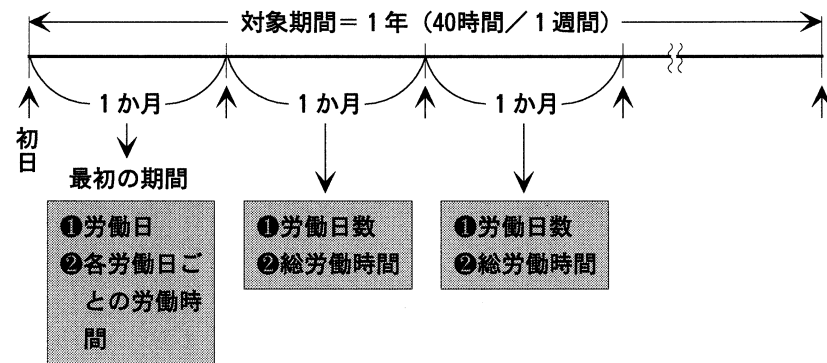 対象期間＝１年（40時間／１週間）
１か月
１か月
１か月
初日
最初の期間
❶労働日
❷各労働日ご
との労働時
間
❶労働日数
❷総労働時間
❶労働日数
❷総労働時間